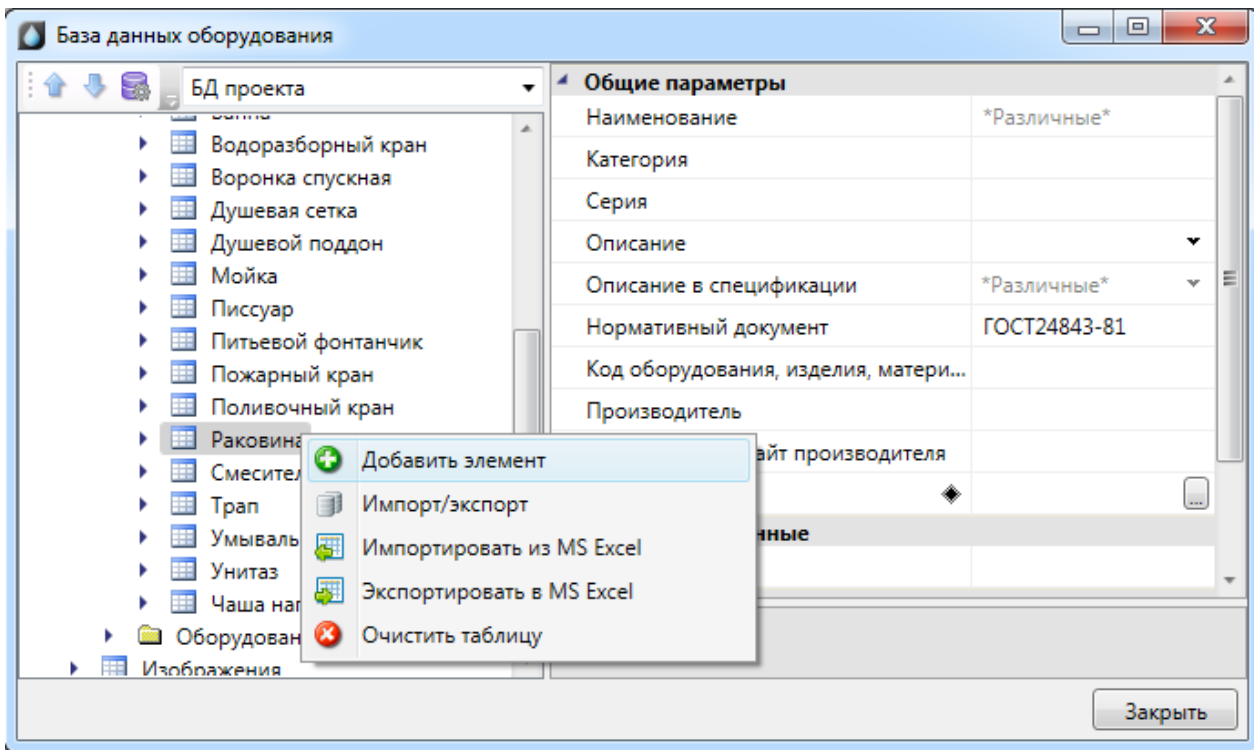 База данных оборудования
БД проекта
Ванна
Водоразборный кран
Воронка спускная
Душевая сетка
Душевой поддон
Мойка
Писсуар
Питьевой фонтанчик
Пожарный кран
Поливочный кран
Раковина
Смесител
Трап
Умываль
Унитаз
Чаша нап
Оборудован
Изображения
Добавить элемент
Импорт/экспорт
Импортировать из MS Excel
Экспортировать в MS Excel
Очистить таблицу
Общие параметры
Наименование *Различные*
Категория
Серия
Описание
Описание в спецификации *Различные*
Нормативный документ ГОСТ24843-81
Код оборудования, изделия, матери...
Производитель
айт производителя
...
нные
Закрыть